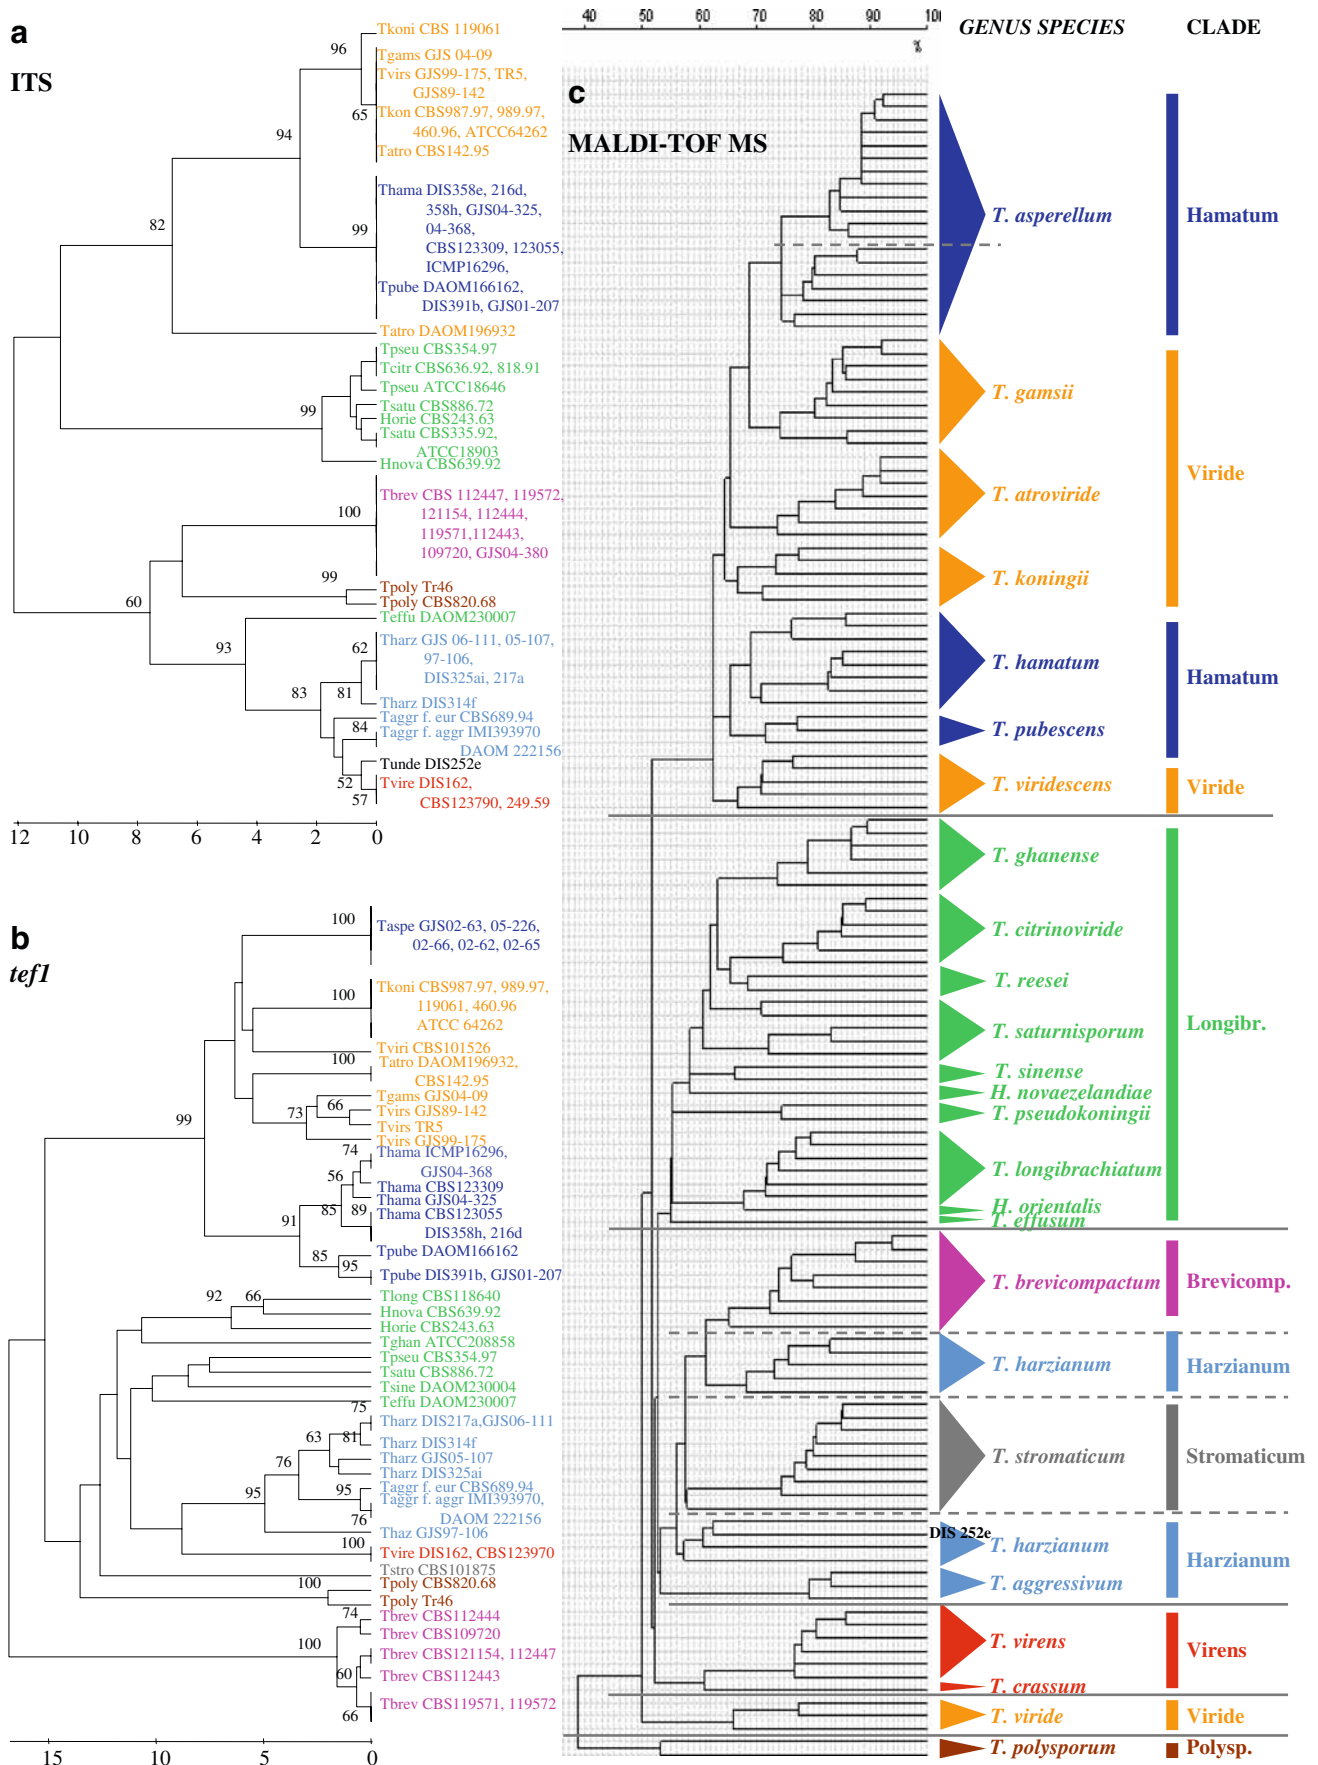 a
ITS
Tkoni CBS 119061
96
Tgams GJS 04-09
Tvirs GJS99-175, TR5,
GJS89-142
65
Tkon CBS987.97, 989.97,
460.96, ATCC64262
94
Tatro CBS142.95
Thama DIS358e, 216d,
358h, GJS04-325,
04-368,
99
82
CBS123309, 123055,
ICMP16296,
Tpube DAOM166162,
DIS391b, GJS01-207
Tatro DAOM196932
Tpseu CBS354.97
Tcitr CBS636.92, 818.91
Tpseu ATCC18646
Tsatu CBS886.72
99
Horie CBS243.63
Tsatu CBS335.92,
ATCC18903
Hnova CBS639.92
Tbrev CBS 112447, 119572,
100
121154, 112444,
119571,112443,
109720, GJS04-380
99
Tpoly Tr46
60
Tpoly CBS820.68
Teffu DAOM230007
93
62
Tharz GJS 06-111, 05-107,
97-106,
DIS325ai, 217a
83
81
Tharz DIS314f
Taggr f. eur CBS689.94
84
Taggr f. aggr IMI393970
DAOM 222156
Tunde DIS252e
52
Tvire DIS162,
57
CBS123790, 249.59
12 10 8 6 4 2 0
b
tef1
100
Taspe GJS02-63, 05-226,
02-66, 02-62, 02-65
Tkoni CBS987.97, 989.97,
100
119061, 460.96
ATCC 64262
Tviri CBS101526
100
Tatro DAOM196932,
CBS142.95
Tgams GJS04-09
66
73
Tvirs GJS89-142
Tvirs TR5
99
Tvirs GJS99-175
74
Thama ICMP16296,
GJS04-368
56
Thama CBS123309
Thama GJS04-325
85
89
Thama CBS123055
91
DIS358h, 216d
85
Tpube DAOM166162
95
Tpube DIS391b, GJS01-207
92
66
Tlong CBS118640
Hnova CBS639.92
Horie CBS243.63
Tghan ATCC208858
Tpseu CBS354.97
Tsatu CBS886.72
Tsine DAOM230004
Teffu DAOM230007
75
Tharz DIS217a,GJS06-111
63
81
Tharz DIS314f
76
Tharz GJS05-107
Tharz DIS325ai
95
95
Taggr f. eur CBS689.94
Taggr f. aggr IMI393970,
76
DAOM 222156
Thaz GJS97-106
100
Tvire DIS162, CBS123970
Tstro CBS101875
100
Tpoly CBS820.68
Tpoly Tr46
74
Tbrev CBS112444
Tbrev CBS109720
100
Tbrev CBS121154, 112447
60
Tbrev CBS112443
66
Tbrev CBS119571, 119572
15 10 5 0
40 50 60 70 80 90 100
%
c
MALDI-TOF MS
GENUS SPECIES
CLADE
T. asperellum
Hamatum
T. gamsii
Viride
T. atroviride
T. koningii
T. hamatum
Hamatum
T. pubescens
T. viridescens
Viride
T. ghanense
T. citrinoviride
T. reesei
Longibr.
T. saturnisporum
T. sinense
H. novaezelandiae
T. pseudokoningii
T. longibrachiatum
H. orientalis
T. effusum
T. brevicompactum
Brevicomp.
T. harzianum
Harzianum
T. stromaticum
Stromaticum
DIS 252e
T. harzianum
Harzianum
T. aggressivum
T. virens
Virens
T. crassum
T. viride
Viride
T. polysporum
Polysp.